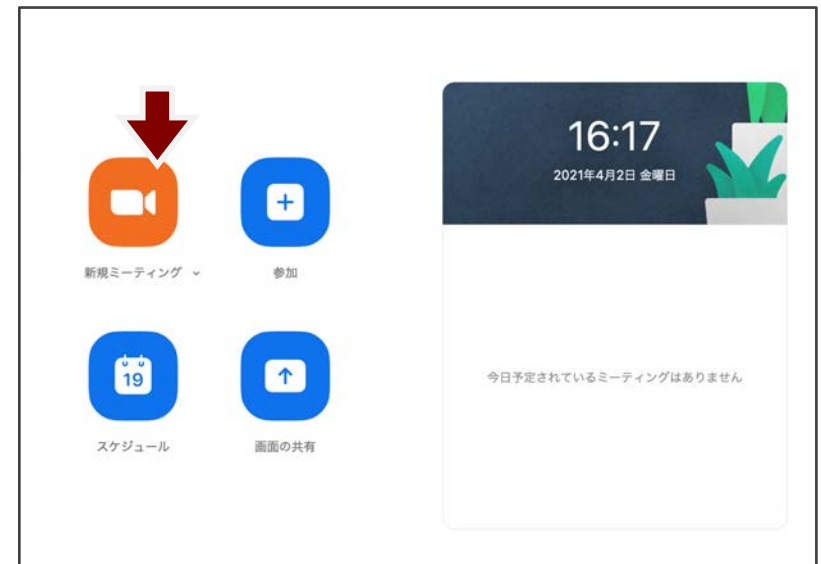 16:17
2021年4月2日 金曜日
新規ミーティング
参加
19
スケジュール
画面の共有
今日予定されているミーティングはありません